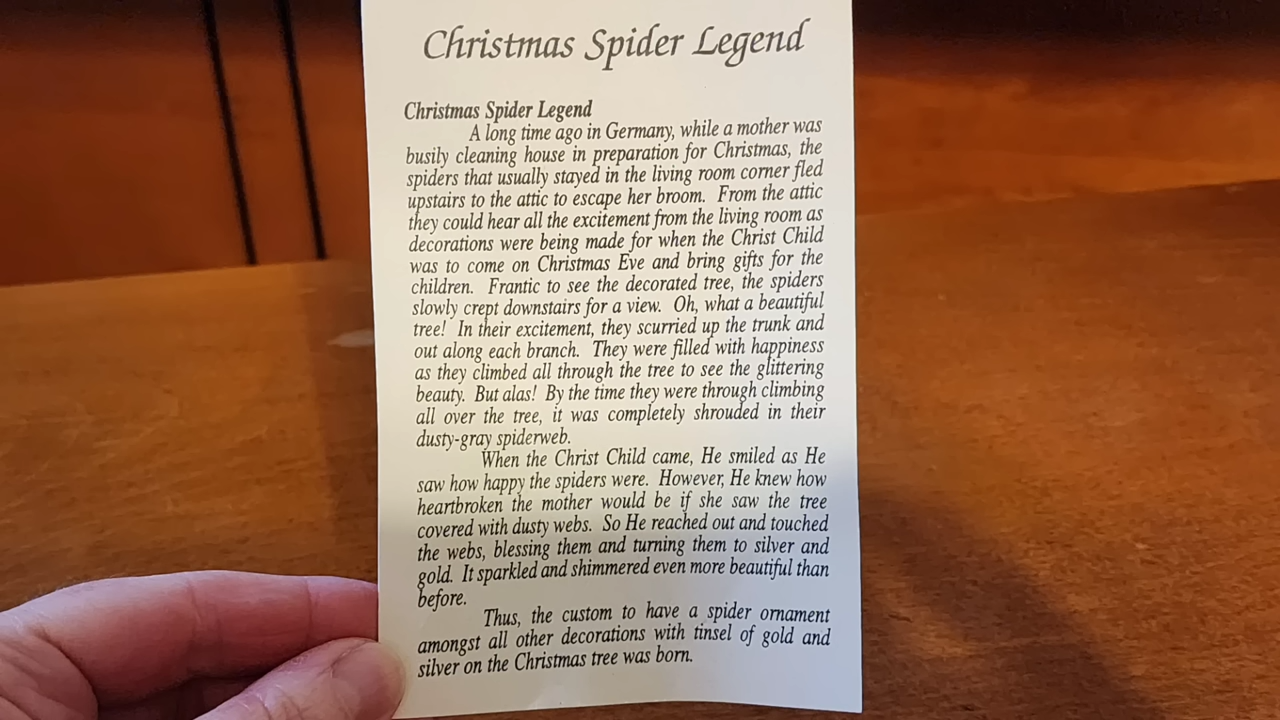 Christmas Spider Legend
Christmas Spider Legend
A long time ago in Germany, while a mother was
busily cleaning house in preparation for Christmas, the
spiders that usually stayed in the living room corner fled
upstairs to the attic to escape her broom. From the attic
they could hear all the excitement from the living room as
decorations were being made for when the Christ Child
was to come on Christmas Eve and bring gifts for the
children. Frantic to see the decorated tree, the spiders
slowly crept downstairs for a view. Oh, what a beautiful
tree! In their excitement, they scurried up the trunk and
out along each branch. They were filled with happiness
as they climbed all through the tree to see the glittering
beauty. But alas! By the time they were through climbing
all over the tree, it was completely shrouded in their
dusty-gray spiderweb.
When the Christ Child came, He smiled as He
saw how happy the spiders were. However, He knew how
heartbroken the mother would be if she saw the tree
covered with dusty webs. So He reached out and touched
the webs, blessing them and turning them to silver and
gold. It sparkled and shimmered even more beautiful than
before.
Thus, the custom to have a spider ornament
amongst all other decorations with tinsel of gold and
silver on the Christmas tree was born.